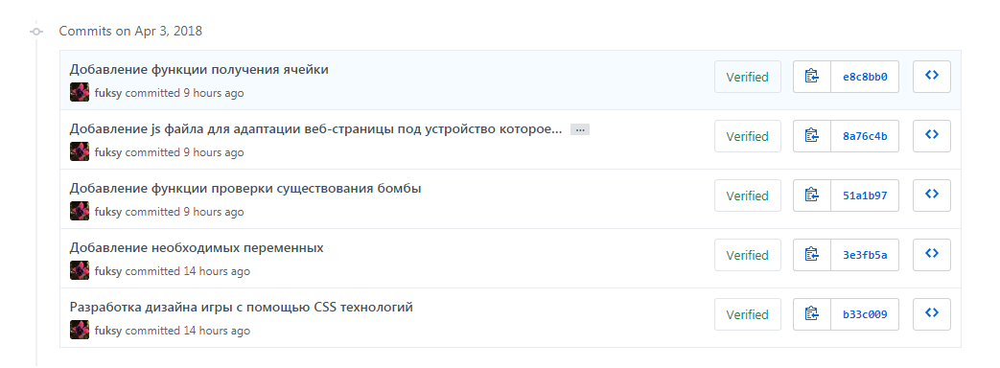 Commits on Apr 3, 2018
Добавление функции получения ячейки
Verified e8c8bb0
fuksy committed 9 hours ago
Добавление js файла для адаптации веб-страницы под устройство которое... ...
Verified 8a76c4b
fuksy committed 9 hours ago
Добавление функции проверки существования бомбы
Verified 51a1b97
fuksy committed 9 hours ago
Добавление необходимых переменных
Verified 3e3fb5a
fuksy committed 14 hours ago
Разработка дизайна игры с помощью CSS технологий
Verified b33c009
fuksy committed 14 hours ago